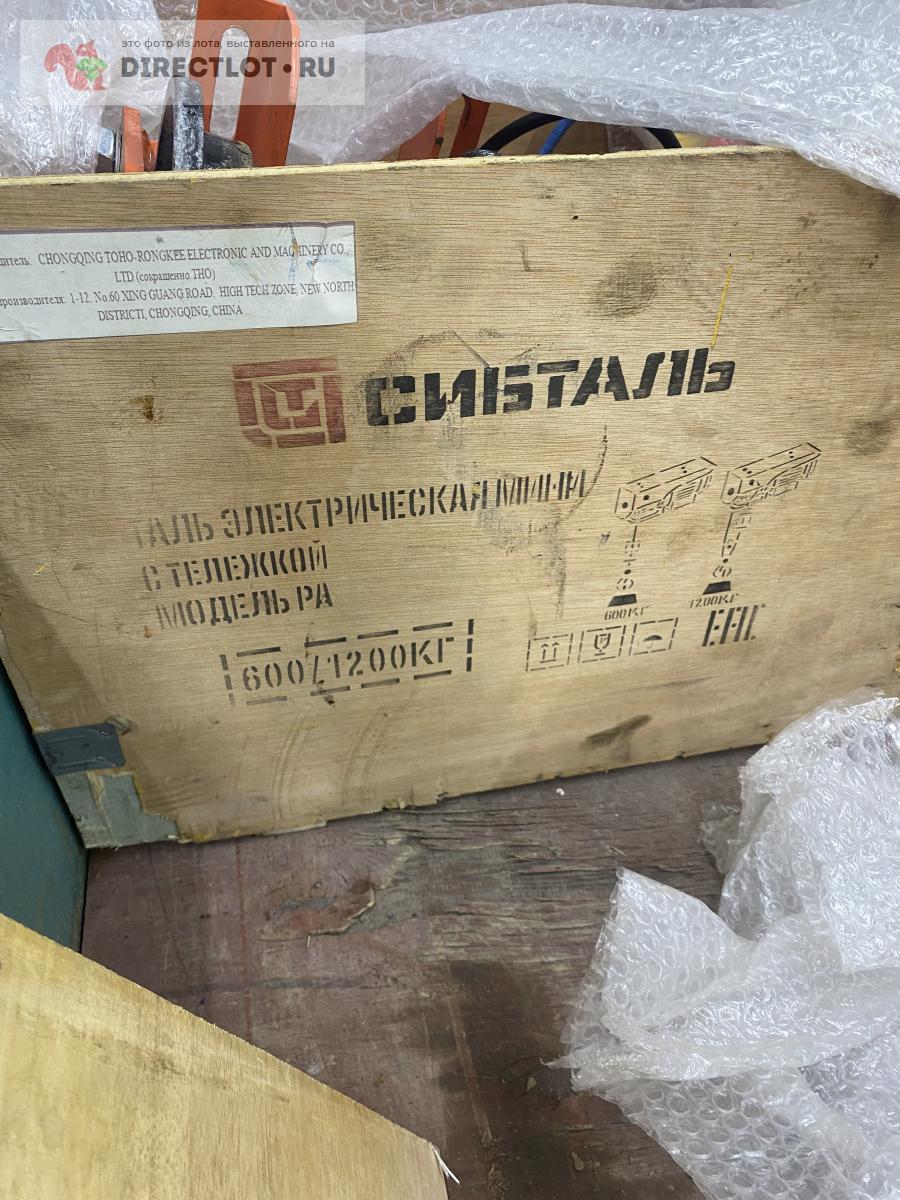 это фото из лота, выставленного на
DIRECTLOT.RU
дитель: CHONGQING TOHO-RONGKEE ELECTRONIC AND MACHINERY CO.,
LTD (сокращенно THO)
производителя: 1-12, No.60 XING GUANG ROAD, HIGH TECH ZONE, NEW NORTH
DISTRICTI, CHONGQING, CHINA
СИБТАЛЬ
ТАЛЬ ЭЛЕКТРИЧЕСКАЯ МИНИ
С ТЕЛЕЖКОЙ
МОДЕЛЬ РА
600КГ 1200КГ
600/1200КГ
ЕАС